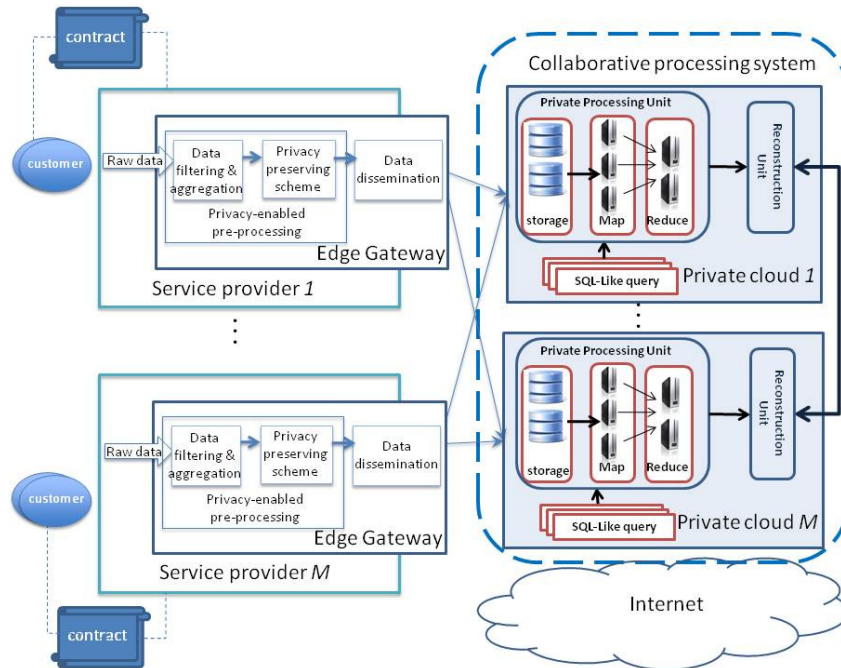 contract
customer
Service provider 1
Raw data
Data
filtering &
aggregation
Privacy
preserving
scheme
Data
dissemination
Privacy-enabled
pre-processing
Edge Gateway
Collaborative processing system
Private Processing Unit
storage
Map
Reduce
Reconstruction
Unit
SQL-Like query
Private cloud 1
Raw data
Data
filtering &
aggregation
Privacy
preserving
scheme
Data
dissemination
Privacy-enabled
pre-processing
Edge Gateway
Service provider M
customer
contract
Private Processing Unit
storage
Map
Reduce
Reconstruction
Unit
SQL-Like query
Private cloud M
Internet